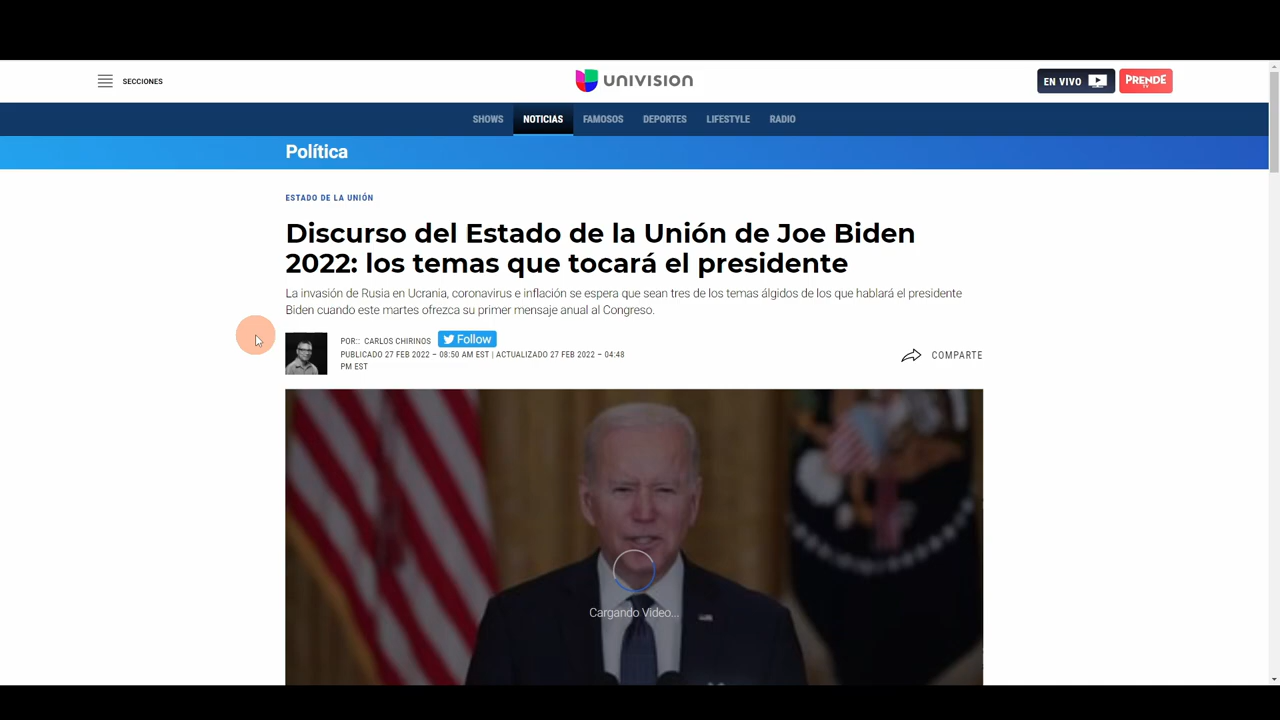 SECCIONES
UNIVISION
EN VIVO
PRENDE
TV
SHOWS
NOTICIAS
FAMOSOS
DEPORTES
LIFESTYLE
RADIO
Política
ESTADO DE LA UNIÓN
Discurso del Estado de la Unión de Joe Biden
2022: los temas que tocará el presidente
La invasión de Rusia en Ucrania, coronavirus e inflación se espera que sean tres de los temas álgidos de los que hablará el presidente
Biden cuando este martes ofrezca su primer mensaje anual al Congreso.
POR:: CARLOS CHIRINOS
Follow
PUBLICADO 27 FEB 2022 – 08:50 AM EST | ACTUALIZADO 27 FEB 2022 – 04:48
PM EST
COMPARTE
Cargando Video...